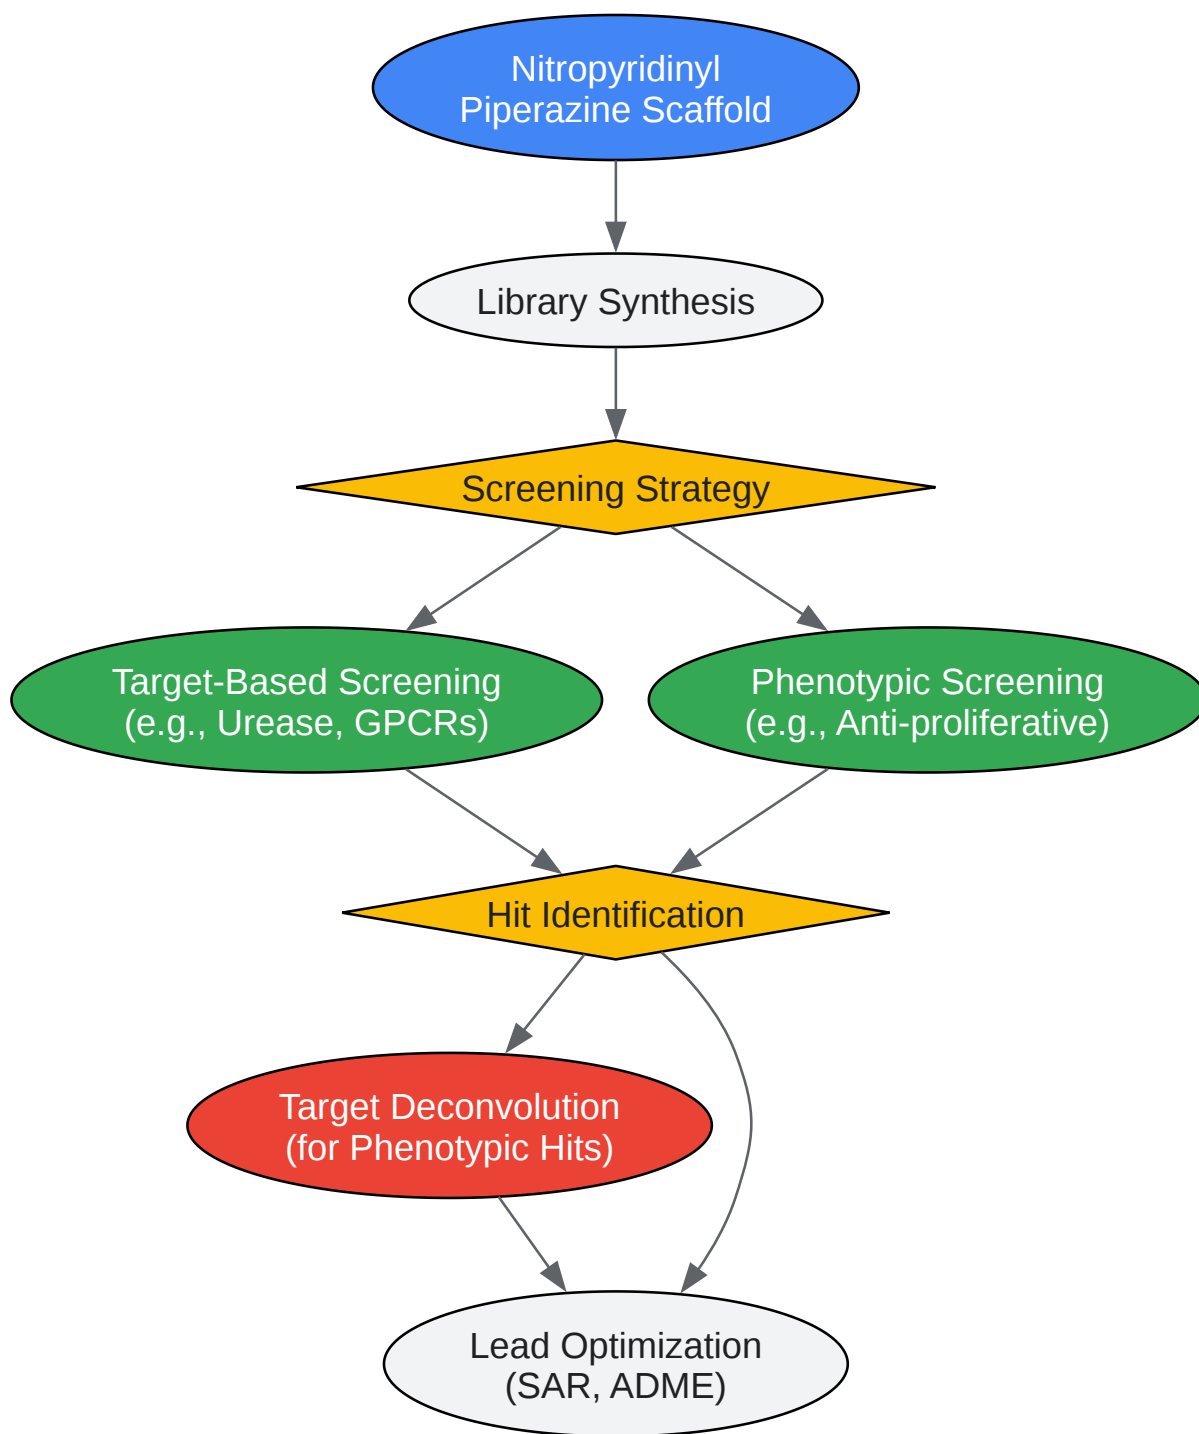 Nitropyridinyl
Piperazine Scaffold
Library Synthesis
Screening Strategy
Target-Based Screening
(e.g., Urease, GPCRs)
Phenotypic Screening
(e.g., Anti-proliferative)
Hit Identification
Target Deconvolution
(for Phenotypic Hits)
Lead Optimization
(SAR, ADME)